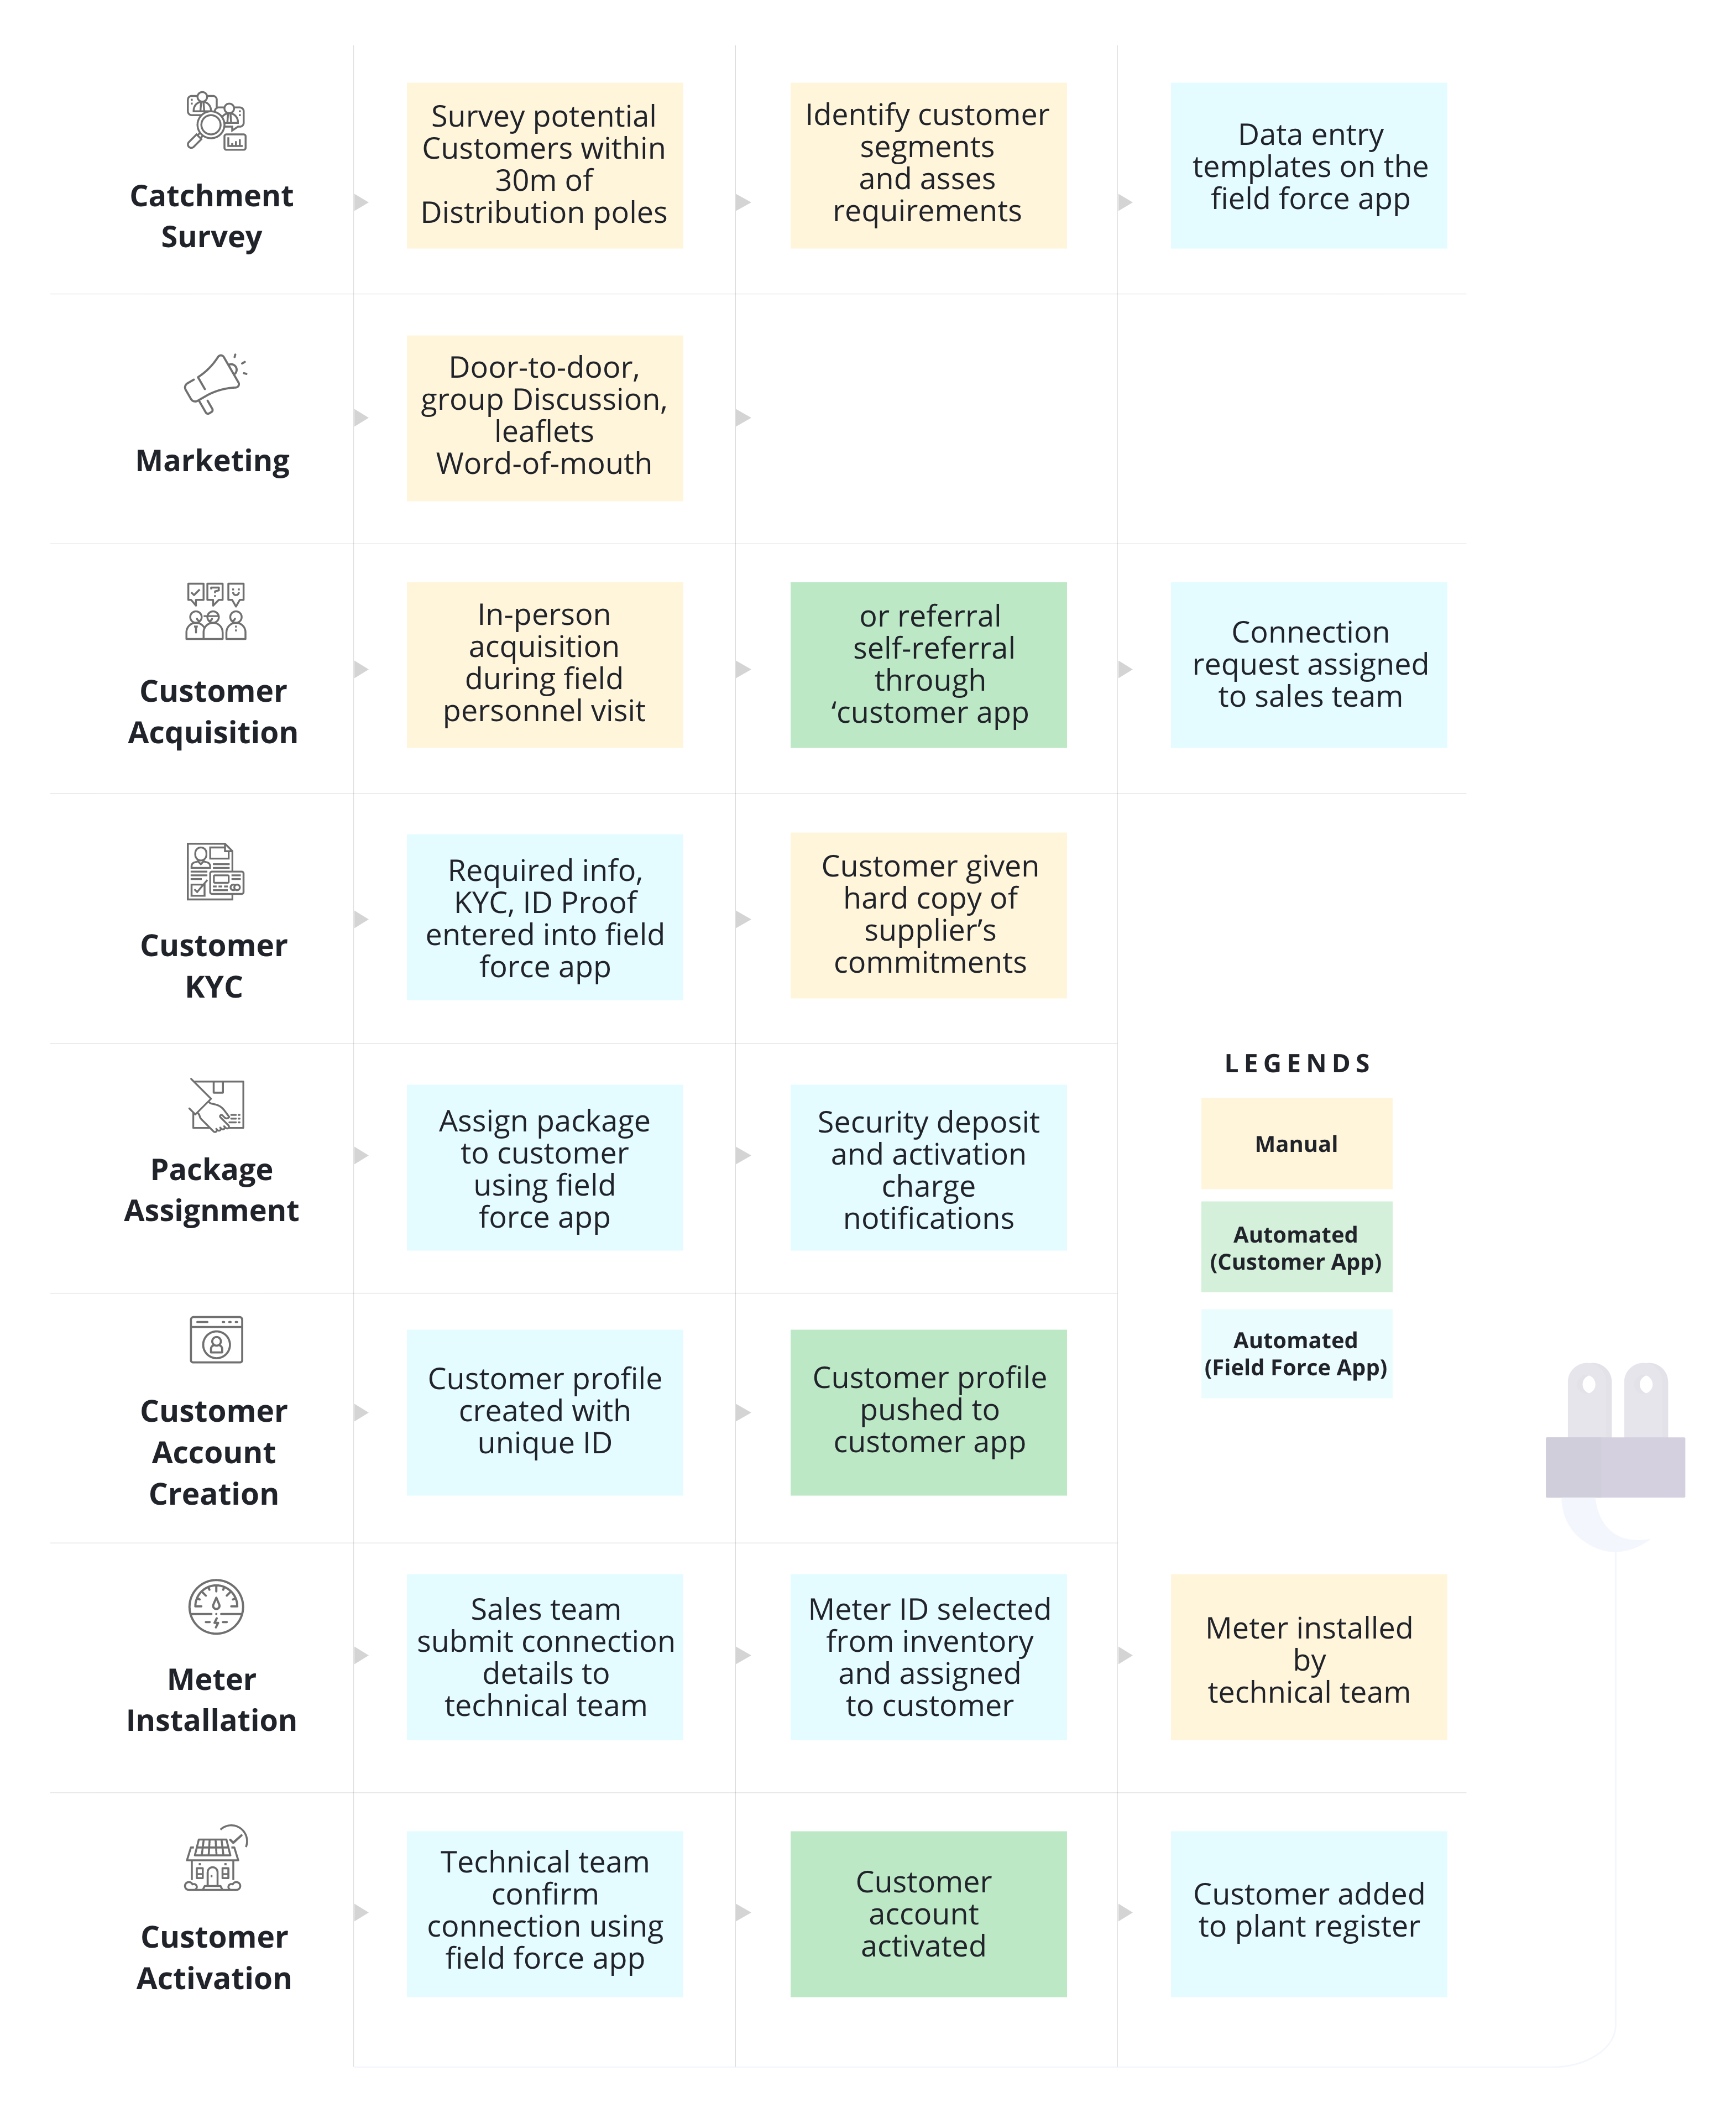 Catchment
Survey
Survey potential
Customers within
30m of
Distribution poles
Identify customer
segments
and asses
requirements
Data entry
templates on the
field force app
Marketing
Door-to-door,
group Discussion,
leaflets
Word-of-mouth
Customer
Acquisition
In-person
acquisition
during field
personnel visit
or referral
self-referral
through
‘customer app
Connection
request assigned
to sales team
Customer
KYC
Required info,
KYC, ID Proof
entered into field
force app
Customer given
hard copy of
supplier’s
commitments
Package
Assignment
Assign package
to customer
using field
force app
Security deposit
and activation
charge
notifications
LEGENDS
Manual
Automated
(Customer App)
Automated
(Field Force App)
Customer
Account
Creation
Customer profile
created with
unique ID
Customer profile
pushed to
customer app
Meter
Installation
Sales team
submit connection
details to
technical team
Meter ID selected
from inventory
and assigned
to customer
Meter installed
by
technical team
Customer
Activation
Technical team
confirm
connection using
field force app
Customer
account
activated
Customer added
to plant register